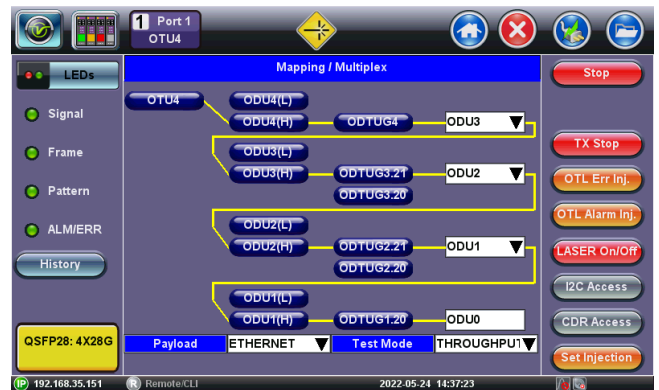 1 Port 1
OTU4
LEDs
Mapping / Multiplex
Stop
OTU4
ODU4(L)
Signal
ODU4(H)
ODTUG4
ODU3
TX Stop
Frame
ODU3(L)
ODU3(H)
ODTUG3.21
ODU2
OTL Err Inj.
Pattern
ODTUG3.20
OTL Alarm Inj.
ALM/ERR
ODU2(L)
ODU2(H)
ODTUG2.21
ODU1
LASER On/Off
History
ODTUG2.20
I2C Access
ODU1(L)
ODU1(H)
ODTUG1.20
ODU0
CDR Access
QSFP28: 4X28G
Payload
ETHERNET
Test Mode
THROUGHPUT
Set Injection
P 192.168.35.151
R Remote/CLI
2022-05-24 14:37:23